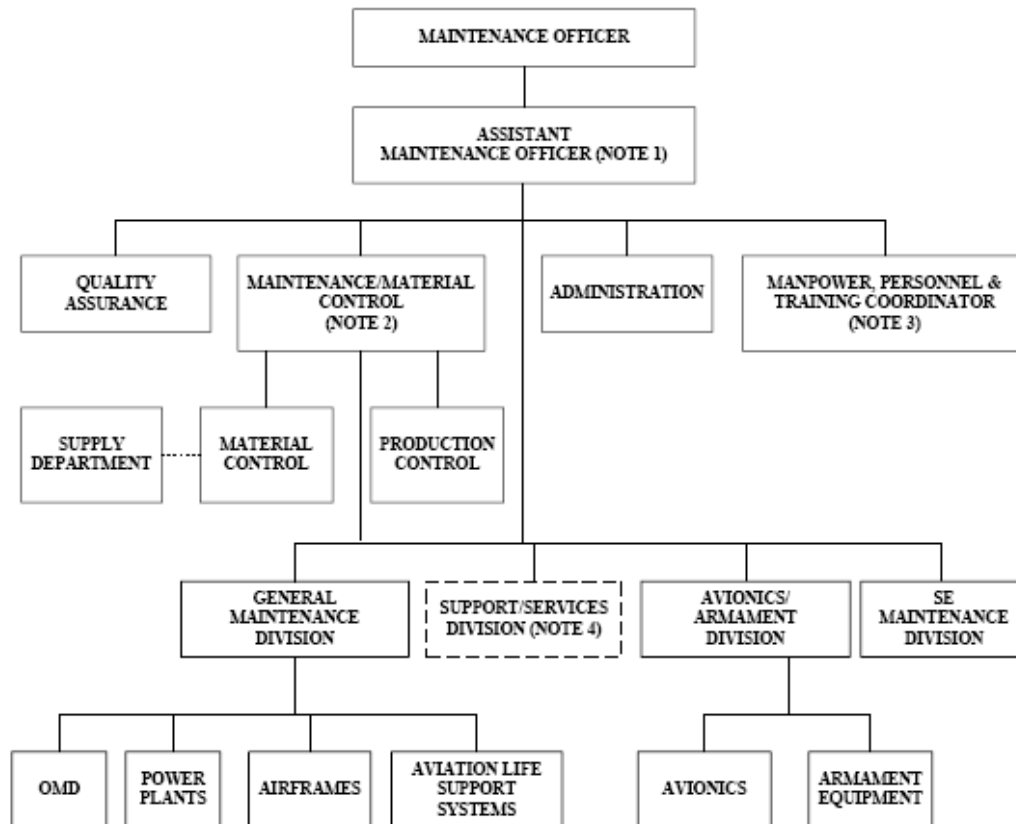 MAINTENANCE OFFICER
ASSISTANT
MAINTENANCE OFFICER (NOTE 1)
QUALITY
ASSURANCE
MAINTENANCE/MATERIAL
CONTROL
(NOTE 2)
ADMINISTRATION
MANPOWER, PERSONNEL &
TRAINING COORDINATOR
(NOTE 3)
SUPPLY
DEPARTMENT
MATERIAL
CONTROL
PRODUCTION
CONTROL
GENERAL
MAINTENANCE
DIVISION
SUPPORT/SERVICES
DIVISION (NOTE 4)
AVIONICS/
ARMAMENT
DIVISION
SE
MAINTENANCE
DIVISION
OMD
POWER
PLANTS
AIRFRAMES
AVIATION LIFE
SUPPORT
SYSTEMS
AVIONICS
ARMAMENT
EQUIPMENT